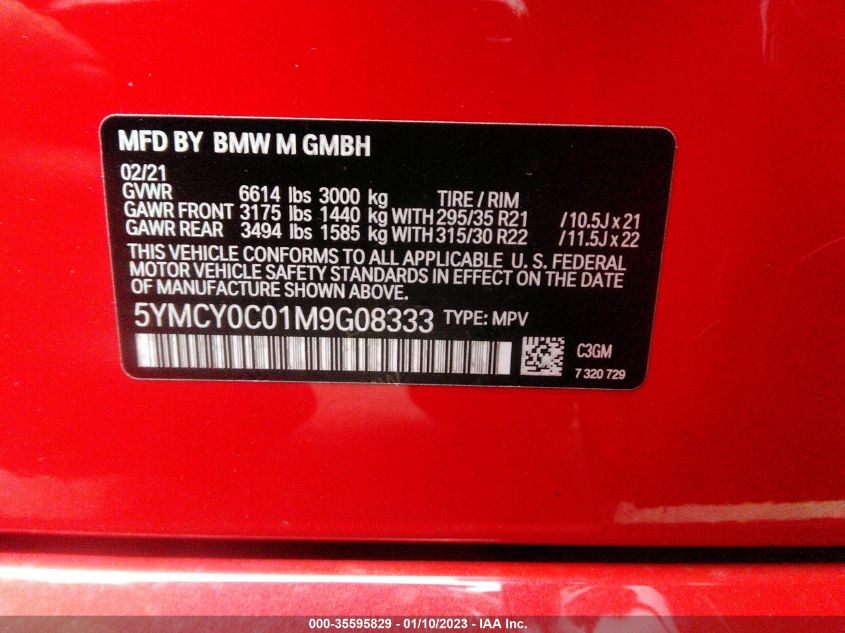 MFD BY BMW M GMBH
02/21
GVWR 6614 lbs 3000 kg TIRE / RIM
GAWR FRONT 3175 lbs 1440 kg WITH 295/35 R21 / 10.5J x 21
GAWR REAR 3494 lbs 1585 kg WITH 315/30 R22 / 11.5J x 22
THIS VEHICLE CONFORMS TO ALL APPLICABLE U. S. FEDERAL
MOTOR VEHICLE SAFETY STANDARDS IN EFFECT ON THE DATE
OF MANUFACTURE SHOWN ABOVE.
5YMCY0C01M9G08333 TYPE: MPV
C3GM
7 320 729
000-35595829 - 01/10/2023 - IAA Inc.